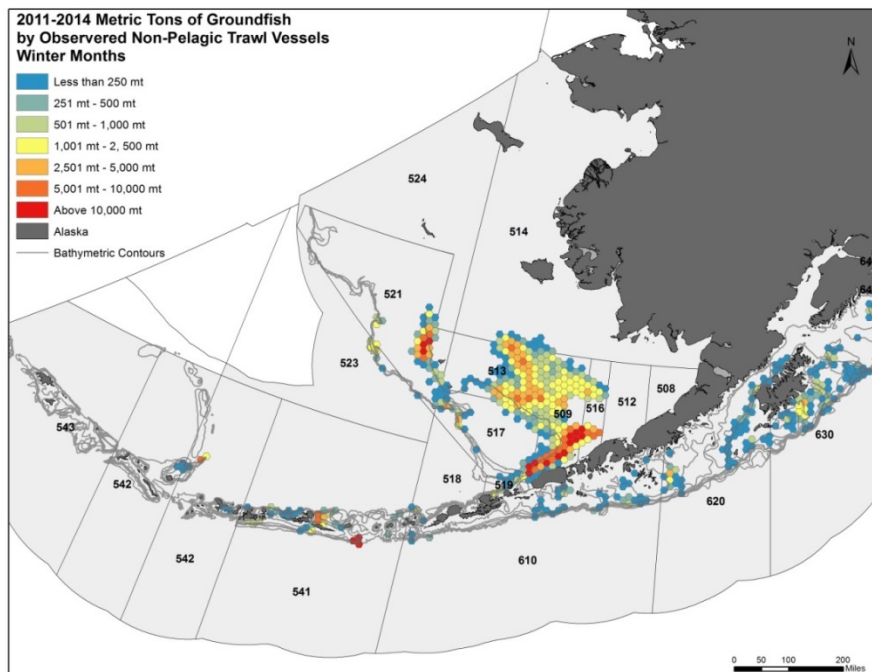 2011-2014 Metric Tons of Groundfish
by Observered Non-Pelagic Trawl Vessels
Winter Months
Less than 250 mt
251 mt - 500 mt
501 mt - 1,000 mt
1,001 mt - 2, 500 mt
2,501 mt - 5,000 mt
5,001 mt - 10,000 mt
Above 10,000 mt
Alaska
Bathymetric Contours
N
524
514
521
523
513
509
516
512
508
517
518
519
543
542
542
541
610
620
630
0 50 100 200
Miles